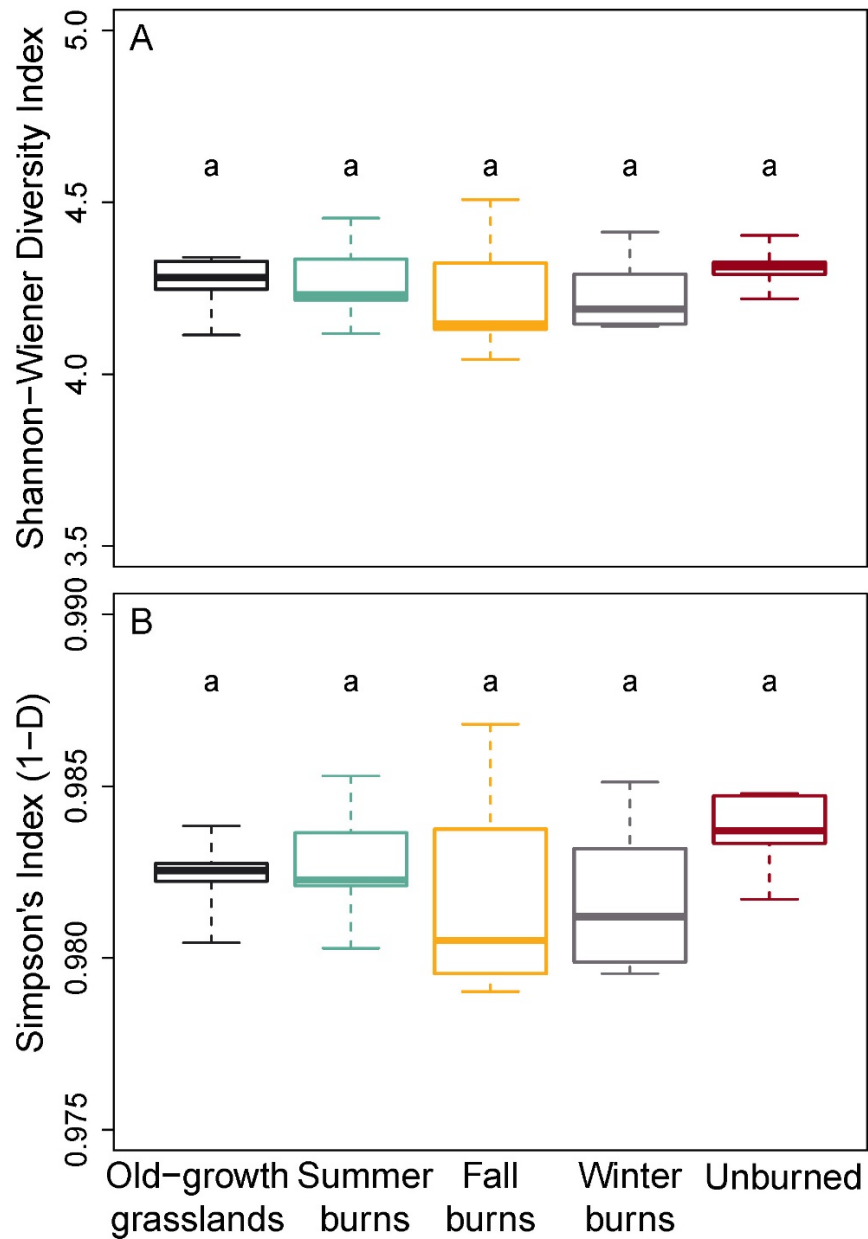 A
Shannon−Wiener Diversity Index
5.0
4.5
4.0
3.5
a a a a a
B
Simpson's Index (1−D)
0.990
0.985
0.980
0.975
a a a a a
Old−growth grasslands
Summer burns
Fall burns
Winter burns
Unburned